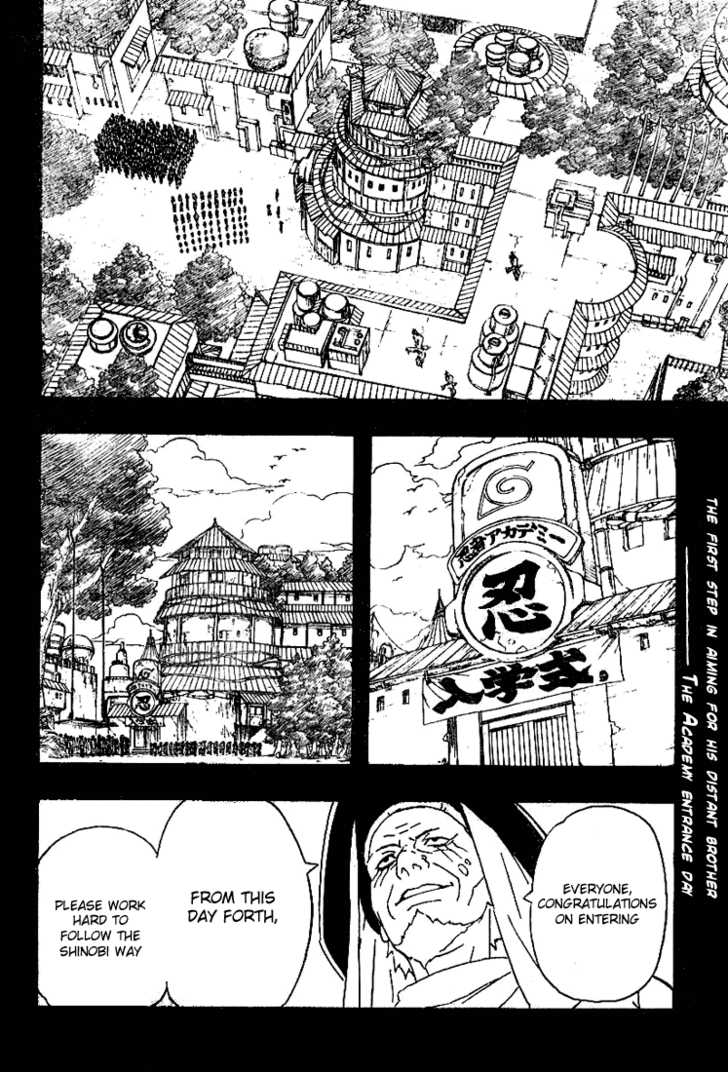 THE FIRST STEP IN AIMING FOR HIS DISTANT BROTHER
THE ACADEMY ENTRANCE DAY
忍者アカデミー
忍
入学式
EVERYONE,
CONGRATULATIONS
ON ENTERING
FROM THIS
DAY FORTH,
PLEASE WORK
HARD TO
FOLLOW THE
SHINOBI WAY